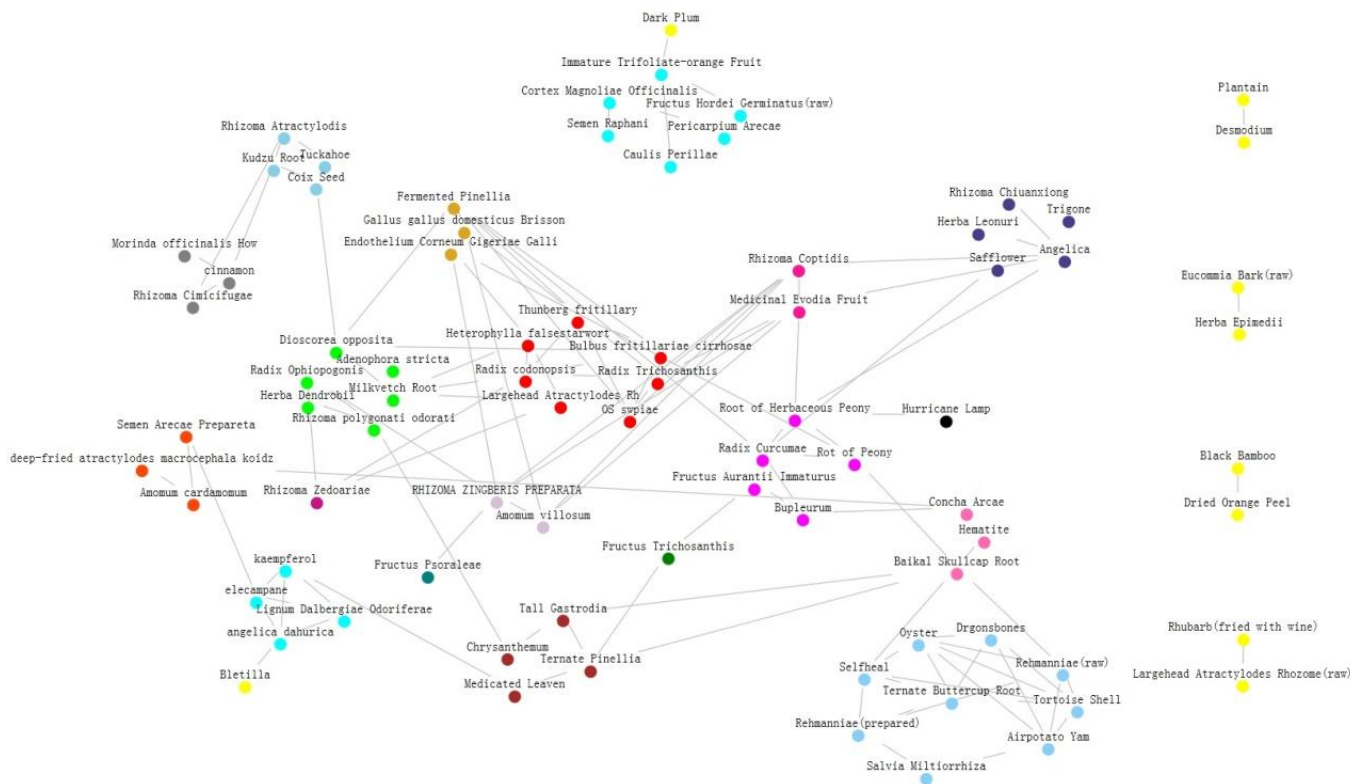 Dark Plum
Immature Trifoliate-orange Fruit
Cortex Magnoliae Officinalis
Fructus Hordei Germinatus(raw)
Semen Raphani
Pericarpium Arecae
Caulis Perillae
Plantain
Desmodium
Rhizoma Atractylodis
Kudzu Root
Tuckahoe
Coix Seed
Fermented Pinellia
Gallus gallus domesticus Brisson
Endothelium Corneum Gigeriae Galli
Rhizoma Chiuanxiong
Trigone
Herba Leonuri
Angelica
Safflower
Morinda officinalis How
cinnamon
Rhizoma Cimicifugae
Rhizoma Coptidis
Medicinal Evodia Fruit
Eucommia Bark(raw)
Herba Epimedii
Thunberg fritillary
Heterophylla falsestarwort
Bulbus fritillariae cirrhosae
Dioscorea opposita
Adenophora stricta
Radix Ophiopogonis
Radix codonopsis
Radix Trichosanthis
Milkvetch Root
Herba Dendrobil
Largehead Atractylodes Rh
Rhizoma polygonati odorati
OS swpiae
Root of Herbaceous Peony
Hurricane Lamp
Semen Arecae Prepareta
Radix Curcumae
Rot of Peony
deep-fried atractylodes macrocephala koidz
Black Bamboo
Fructus Aurantii Immaturus
Amomum cardamomum
Rhizoma Zedoariae
RHIZOMA ZINGBERIS PREPARATA
Concha Arcae
Dried Orange Peel
Bupleurum
Amomum villosum
Hematite
Fructus Trichosanthis
Baikal Skullcap Root
kaempferol
Fructus Psoraleae
elecampane
Lignum Dalbergiae Odoriferae
Tall Gastrodia
angelica dahurica
Oyster
Drgonsbones
Rhubarb(fried with wine)
Chrysanthemum
Ternate Pinellia
Selfheal
Rehmanniae(raw)
Bletilla
Medicated Leaven
Ternate Buttercup Root
Tortoise Shell
Largehead Atractylodes Rhozome(raw)
Rehmanniae(prepared)
Airpotato Yam
Salvia Miltiorrhiza